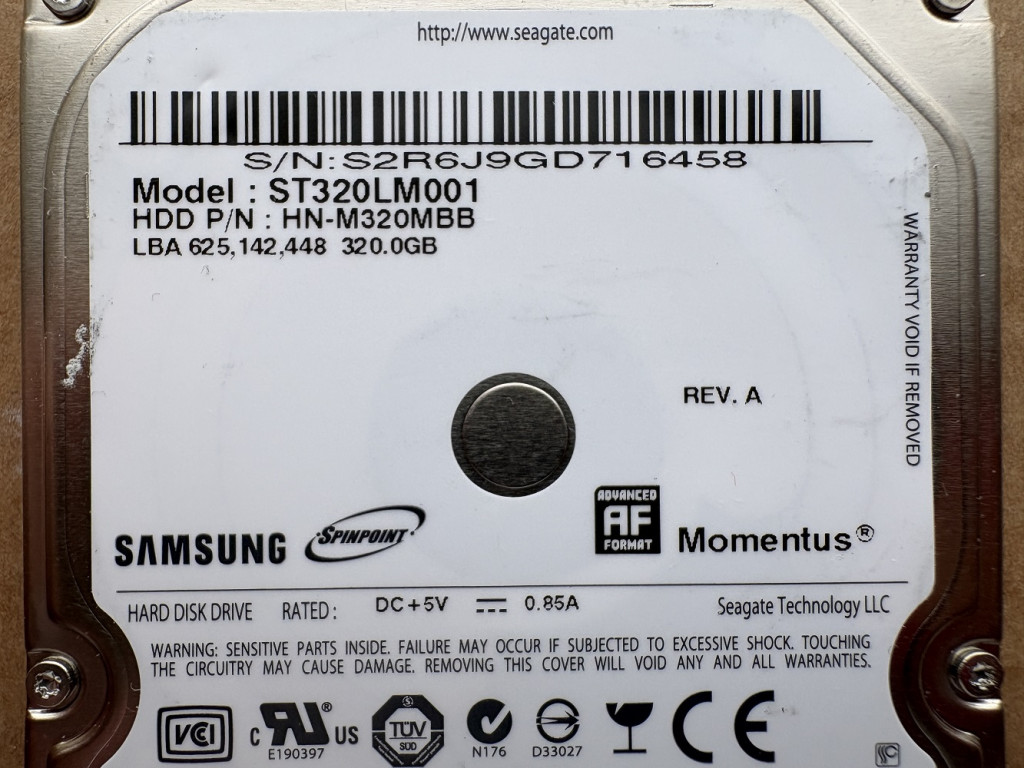 http://www.seagate.com
S/N:S2R6J9GD716458
Model : ST320LM001
HDD P/N : HN-M320MBB
LBA 625,142,448 320.0GB
WARRANTY VOID IF REMOVED
REV. A
ADVANCED
AF
FORMAT
SAMSUNG SPINPOINT Momentus®
HARD DISK DRIVE RATED : DC+5V ⎓ 0.85A Seagate Technology LLC
WARNING: SENSITIVE PARTS INSIDE. FAILURE MAY OCCUR IF SUBJECTED TO EXCESSIVE SHOCK. TOUCHING
THE CIRCUITRY MAY CAUSE DAMAGE. REMOVING THIS COVER WILL VOID ANY AND ALL WARRANTIES.
VCI c RU® US TÜV SÜD CE
E190397 N176 D33027